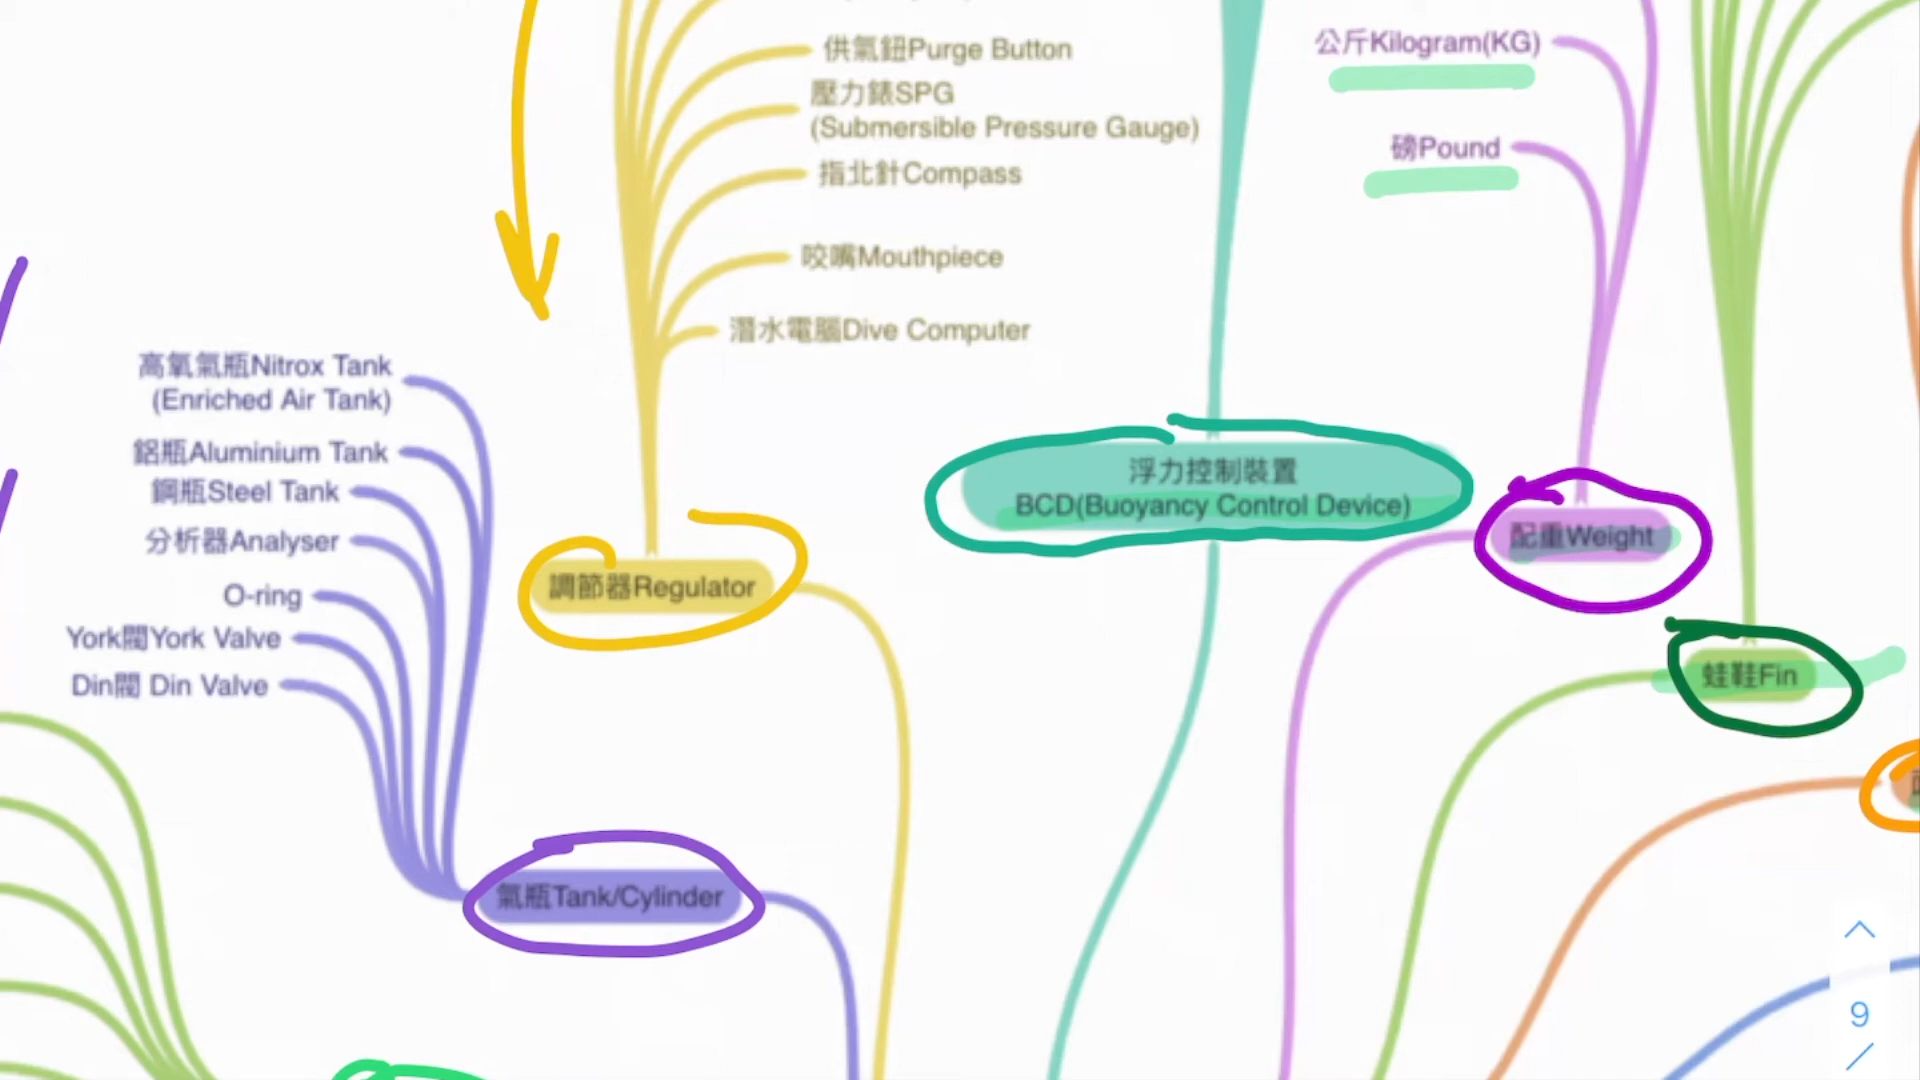 供氣鈕Purge Button
壓力錶SPG
(Submersible Pressure Gauge)
指北針Compass
咬嘴Mouthpiece
潛水電腦Dive Computer
調節器Regulator
高氧氣瓶Nitrox Tank
(Enriched Air Tank)
鋁瓶Aluminium Tank
鋼瓶Steel Tank
分析器Analyser
O-ring
York閥York Valve
Din閥 Din Valve
氣瓶Tank/Cylinder
浮力控制裝置
BCD(Buoyancy Control Device)
公斤Kilogram(KG)
磅Pound
配重Weight
蛙鞋Fin
9